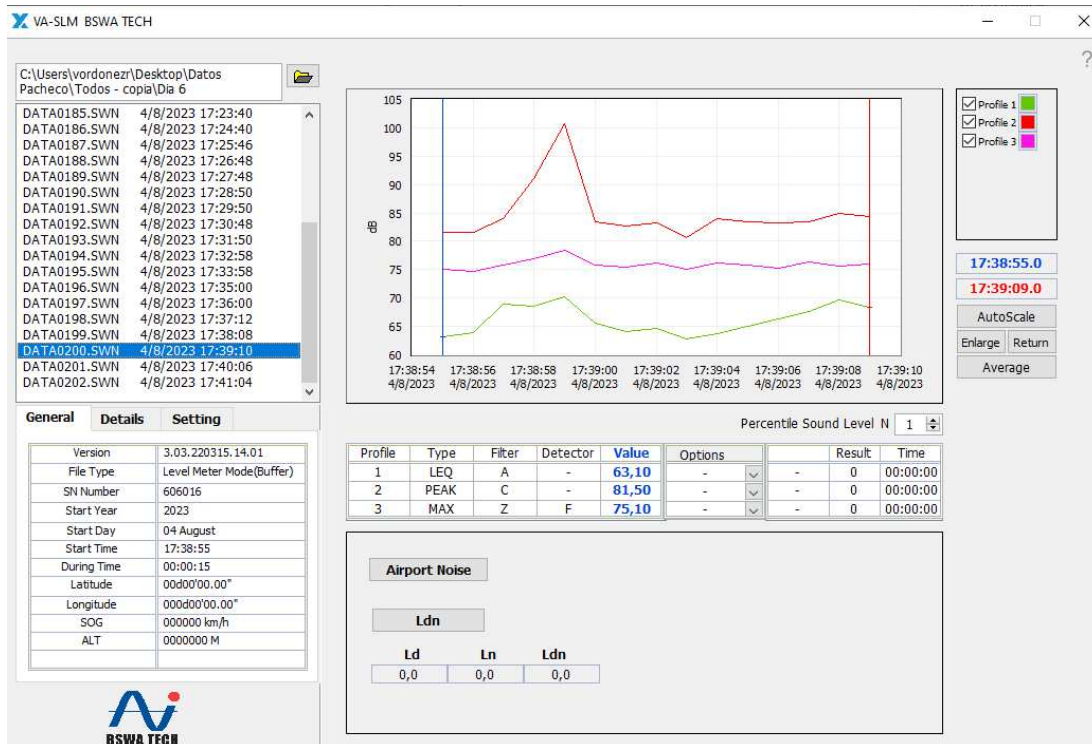 VA-SLM BSWA TECH
?
C:\Users\vordonezr\Desktop\Datos
Pacheco\Todos - copia\Dia 6
DATA0185.SWN 4/8/2023 17:23:40
DATA0186.SWN 4/8/2023 17:24:40
DATA0187.SWN 4/8/2023 17:25:46
DATA0188.SWN 4/8/2023 17:26:48
DATA0189.SWN 4/8/2023 17:27:48
DATA0190.SWN 4/8/2023 17:28:50
DATA0191.SWN 4/8/2023 17:29:50
DATA0192.SWN 4/8/2023 17:30:48
DATA0193.SWN 4/8/2023 17:31:50
DATA0194.SWN 4/8/2023 17:32:58
DATA0195.SWN 4/8/2023 17:33:58
DATA0196.SWN 4/8/2023 17:35:00
DATA0197.SWN 4/8/2023 17:36:00
DATA0198.SWN 4/8/2023 17:37:12
DATA0199.SWN 4/8/2023 17:38:08
DATA0200.SWN 4/8/2023 17:39:10
DATA0201.SWN 4/8/2023 17:40:06
DATA0202.SWN 4/8/2023 17:41:04
General Details Setting
Version 3.03.220315.14.01
File Type Level Meter Mode(Buffer)
SN Number 606016
Start Year 2023
Start Day 04 August
Start Time 17:38:55
During Time 00:00:15
Latitude 00d00'00.00"
Longitude 000d00'00.00"
SOG 000000 km/h
ALT 0000000 M
BSWA TECH
105
100
95
90
85
80
75
70
65
60
dB
17:38:54 17:38:56 17:38:58 17:39:00 17:39:02 17:39:04 17:39:06 17:39:08 17:39:10
4/8/2023 4/8/2023 4/8/2023 4/8/2023 4/8/2023 4/8/2023 4/8/2023 4/8/2023 4/8/2023
Profile 1
Profile 2
Profile 3
17:38:55.0
17:39:09.0
AutoScale
Enlarge Return
Average
Percentile Sound Level N 1
Profile Type Filter Detector Value Options Result Time
1 LEQ A - 63,10 - - 0 00:00:00
2 PEAK C - 81,50 - - 0 00:00:00
3 MAX Z F 75,10 - - 0 00:00:00
Airport Noise
Ldn
Ld Ln Ldn
0,0 0,0 0,0